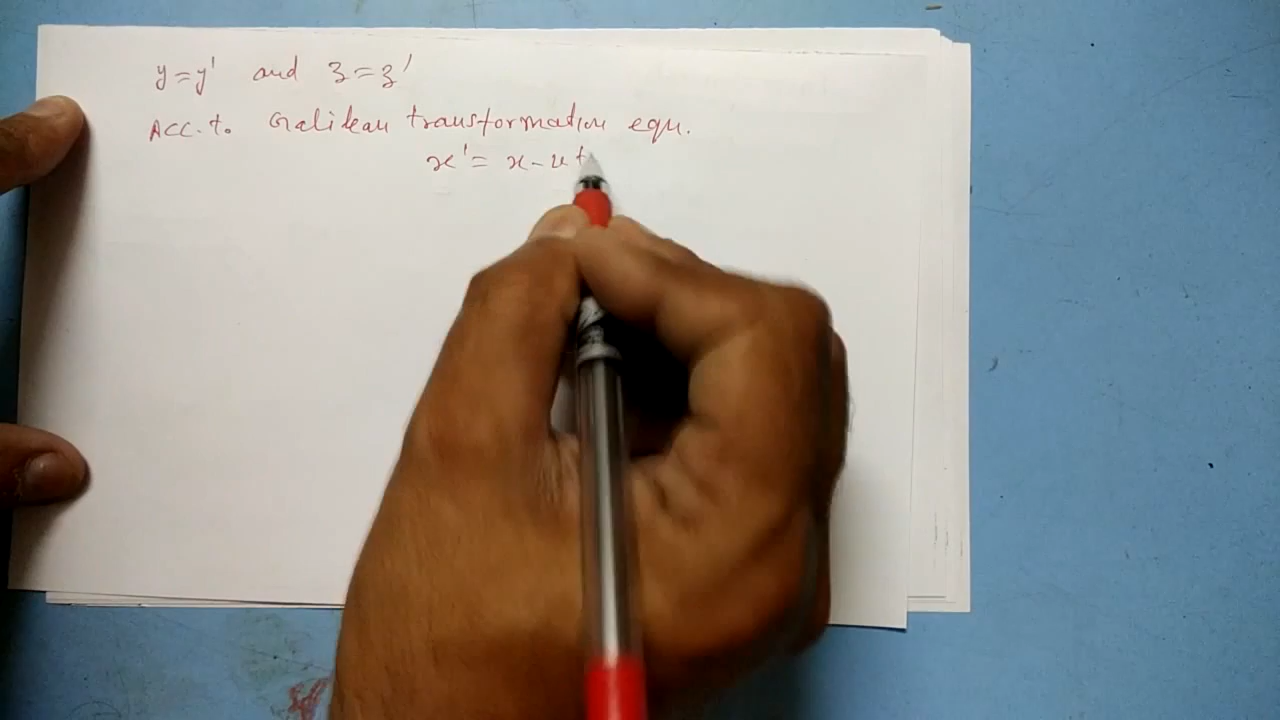 y = y' and z = z'
Acc. to Galilean transformation equ.
x' = x - ut